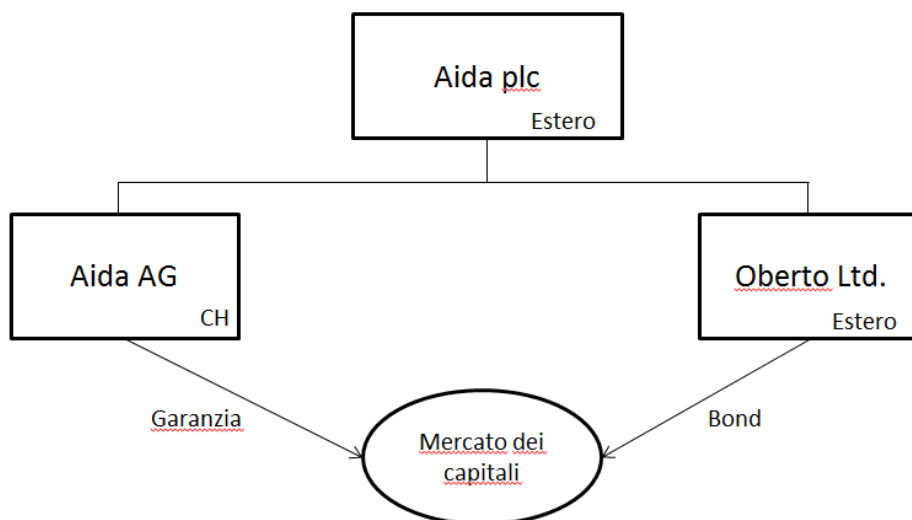 Aida plc
Estero
Aida AG
CH
Oberto Ltd.
Estero
Garanzia
Bond
Mercato dei
capitali